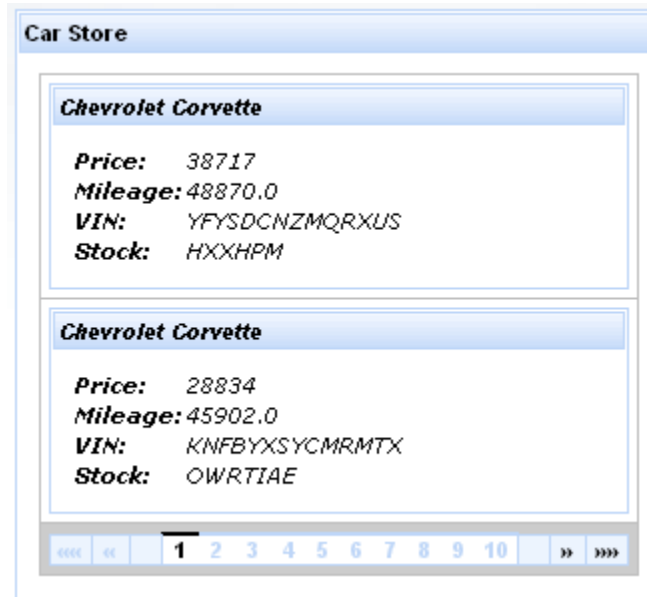 Car Store
Chevrolet Corvette
Price: 38717
Mileage: 48870.0
VIN: YFYSDCNZMQRXUS
Stock: HXXHPM
Chevrolet Corvette
Price: 28834
Mileage: 45902.0
VIN: KNFBYXSYCMRMTX
Stock: OWRTIAE
«« « 1 2 3 4 5 6 7 8 9 10 » »»